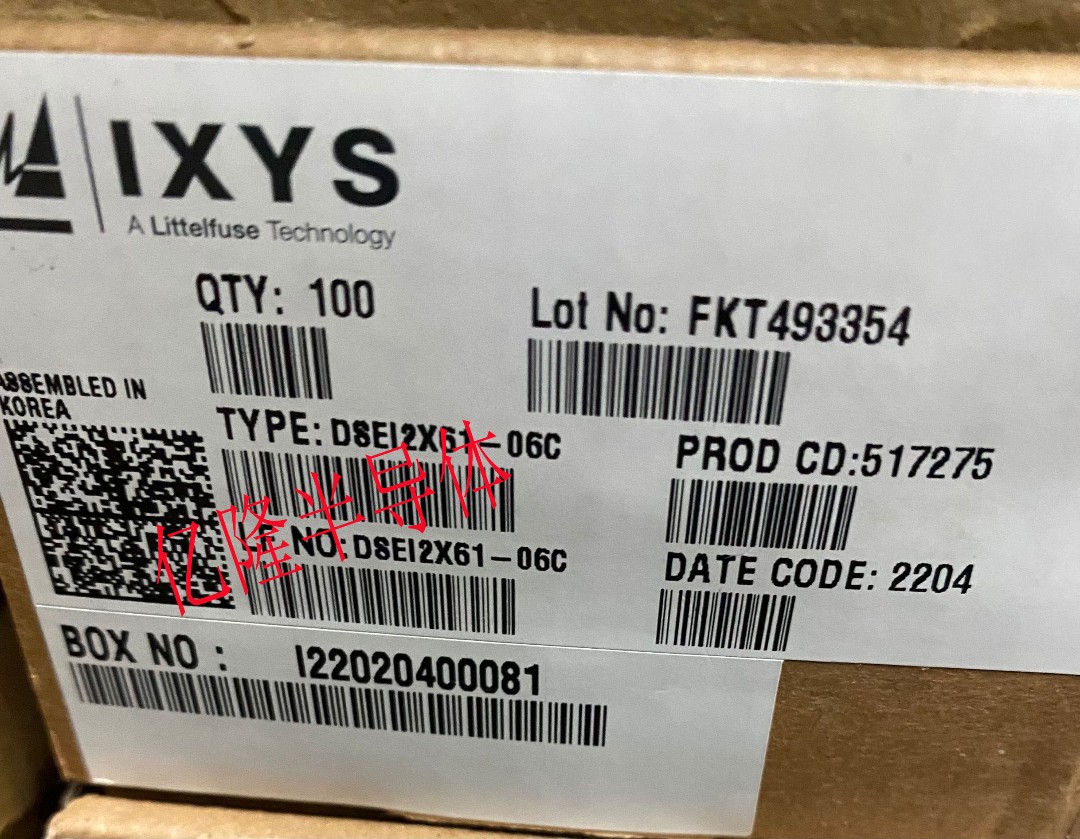 IXYS
A Littelfuse Technology
QTY: 100
Lot No: FKT493354
ASSEMBLED IN
KOREA
TYPE: DSEI2X61-06C
PROD CD:517275
NO: DSEI2X61-06C
DATE CODE: 2204
BOX NO : I22020400081
亿隆半导体